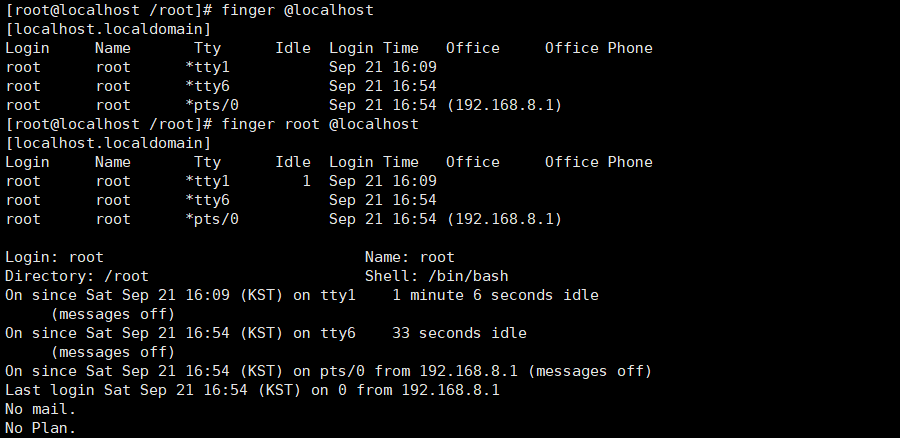 [root@localhost /root]# finger @localhost
[localhost.localdomain]
Login     Name       Tty      Idle  Login Time   Office     Office Phone
root      root      *tty1           Sep 21 16:09
root      root      *tty6           Sep 21 16:54
root      root      *pts/0          Sep 21 16:54 (192.168.8.1)
[root@localhost /root]# finger root @localhost
[localhost.localdomain]
Login     Name       Tty      Idle  Login Time   Office     Office Phone
root      root      *tty1        1  Sep 21 16:09
root      root      *tty6           Sep 21 16:54
root      root      *pts/0          Sep 21 16:54 (192.168.8.1)

Login: root                             Name: root
Directory: /root                        Shell: /bin/bash
On since Sat Sep 21 16:09 (KST) on tty1    1 minute 6 seconds idle
     (messages off)
On since Sat Sep 21 16:54 (KST) on tty6    33 seconds idle
     (messages off)
On since Sat Sep 21 16:54 (KST) on pts/0 from 192.168.8.1 (messages off)
Last login Sat Sep 21 16:54 (KST) on 0 from 192.168.8.1
No mail.
No Plan.